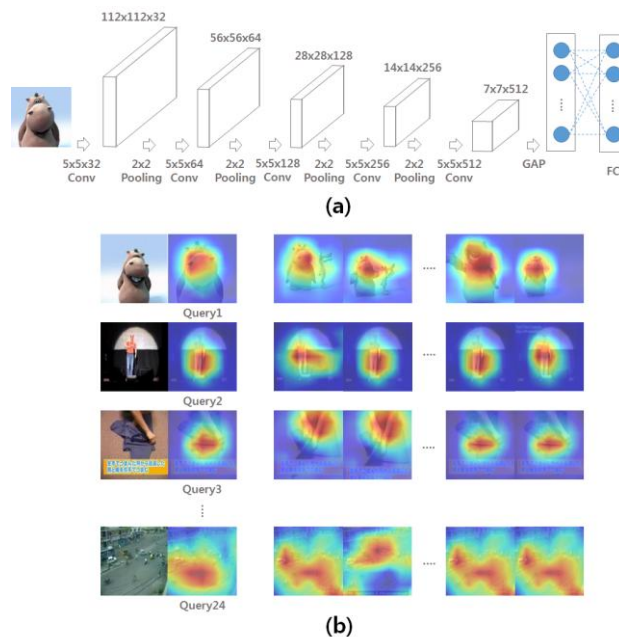 112x112x32
56x56x64
28x28x128
14x14x256
7x7x512
5x5x32 Conv
2x2 Pooling
5x5x64 Conv
2x2 Pooling
5x5x128 Conv
2x2 Pooling
5x5x256 Conv
2x2 Pooling
5x5x512 Conv
GAP
FC
(a)
....
Query1
....
Query2
....
Query3
....
Query24
(b)